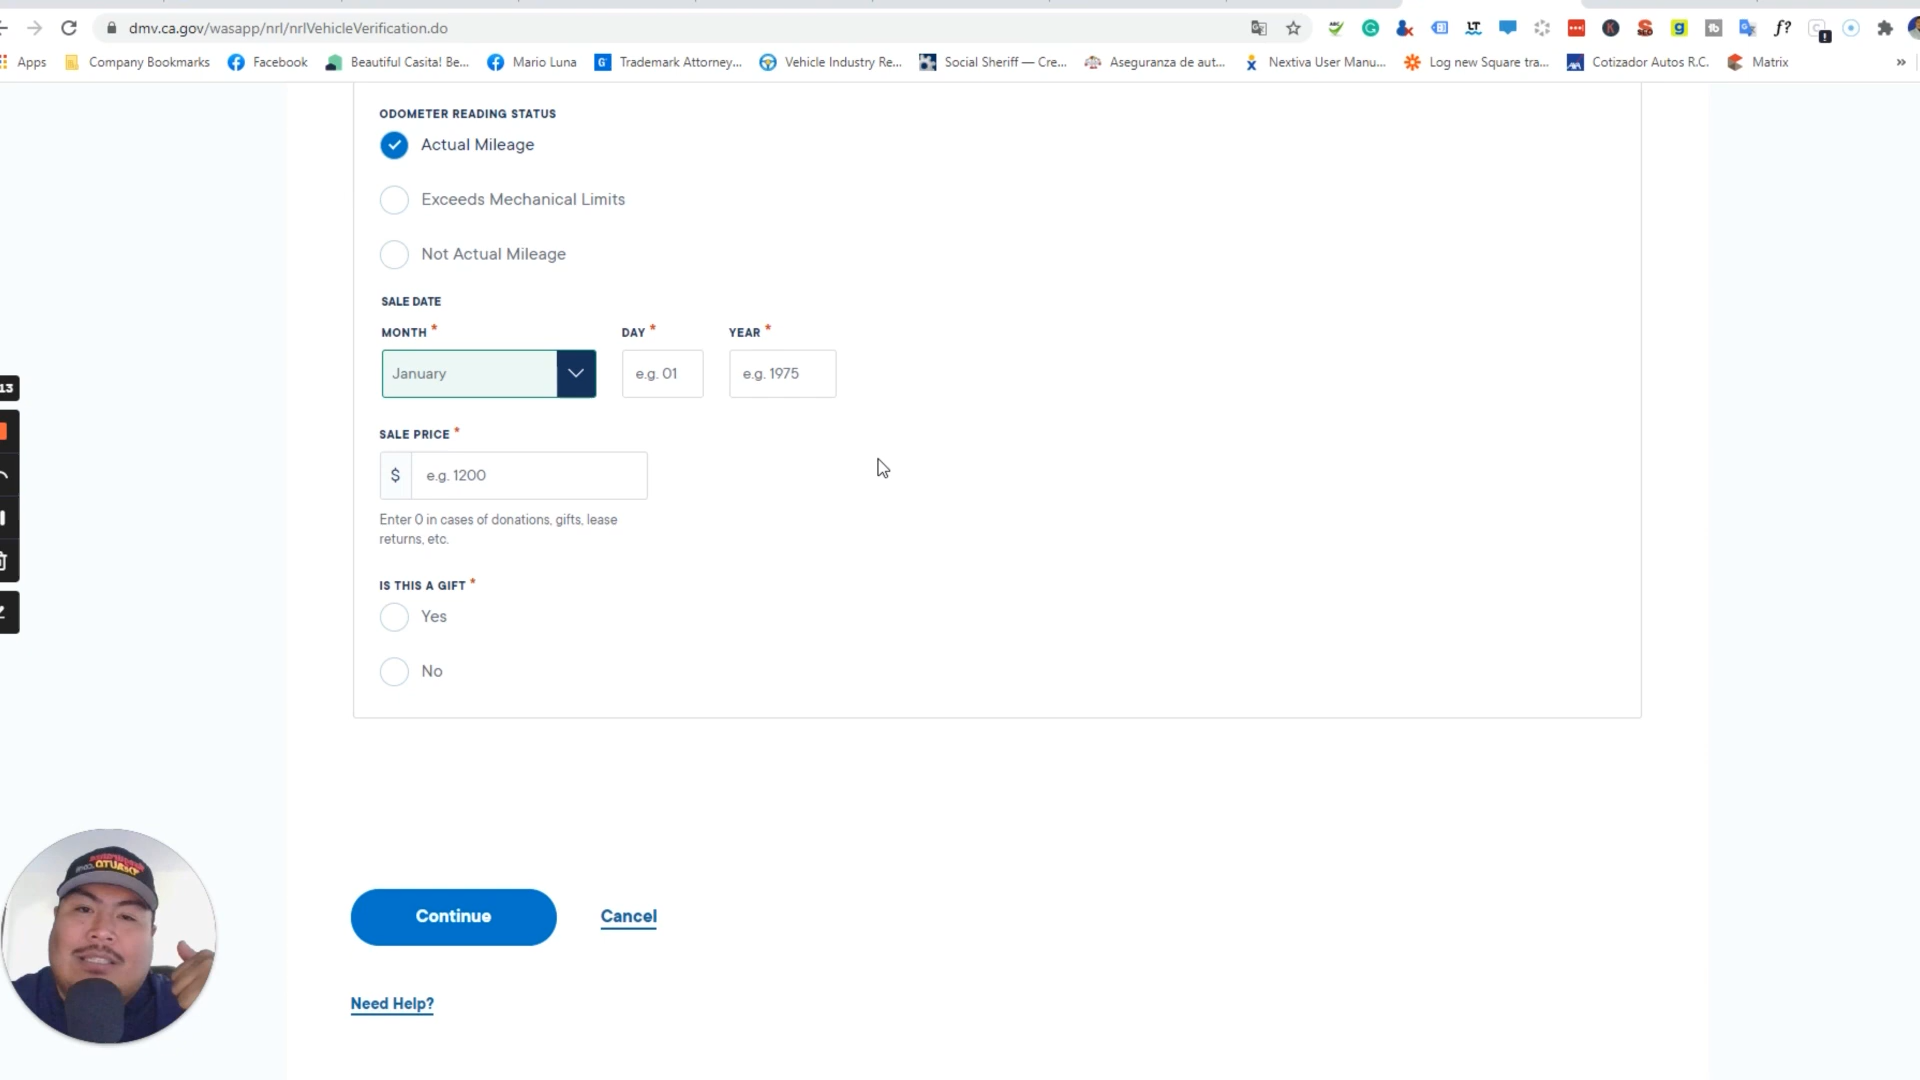 dmv.ca.gov/wasapp/nrl/nrlVehicleVerification.do
Apps Company Bookmarks Facebook Beautiful Casita! Be... Mario Luna Trademark Attorney... Vehicle Industry Re... Social Sheriff — Cre... Aseguranza de aut... Nextiva User Manu... Log new Square tra... Cotizador Autos R.C. Matrix »
ODOMETER READING STATUS
Actual Mileage
Exceeds Mechanical Limits
Not Actual Mileage
SALE DATE
MONTH * DAY * YEAR *
January e.g. 01 e.g. 1975
13
SALE PRICE *
$ e.g. 1200
Enter 0 in cases of donations, gifts, lease
returns, etc.
IS THIS A GIFT *
Yes
No
Continue Cancel
Need Help?